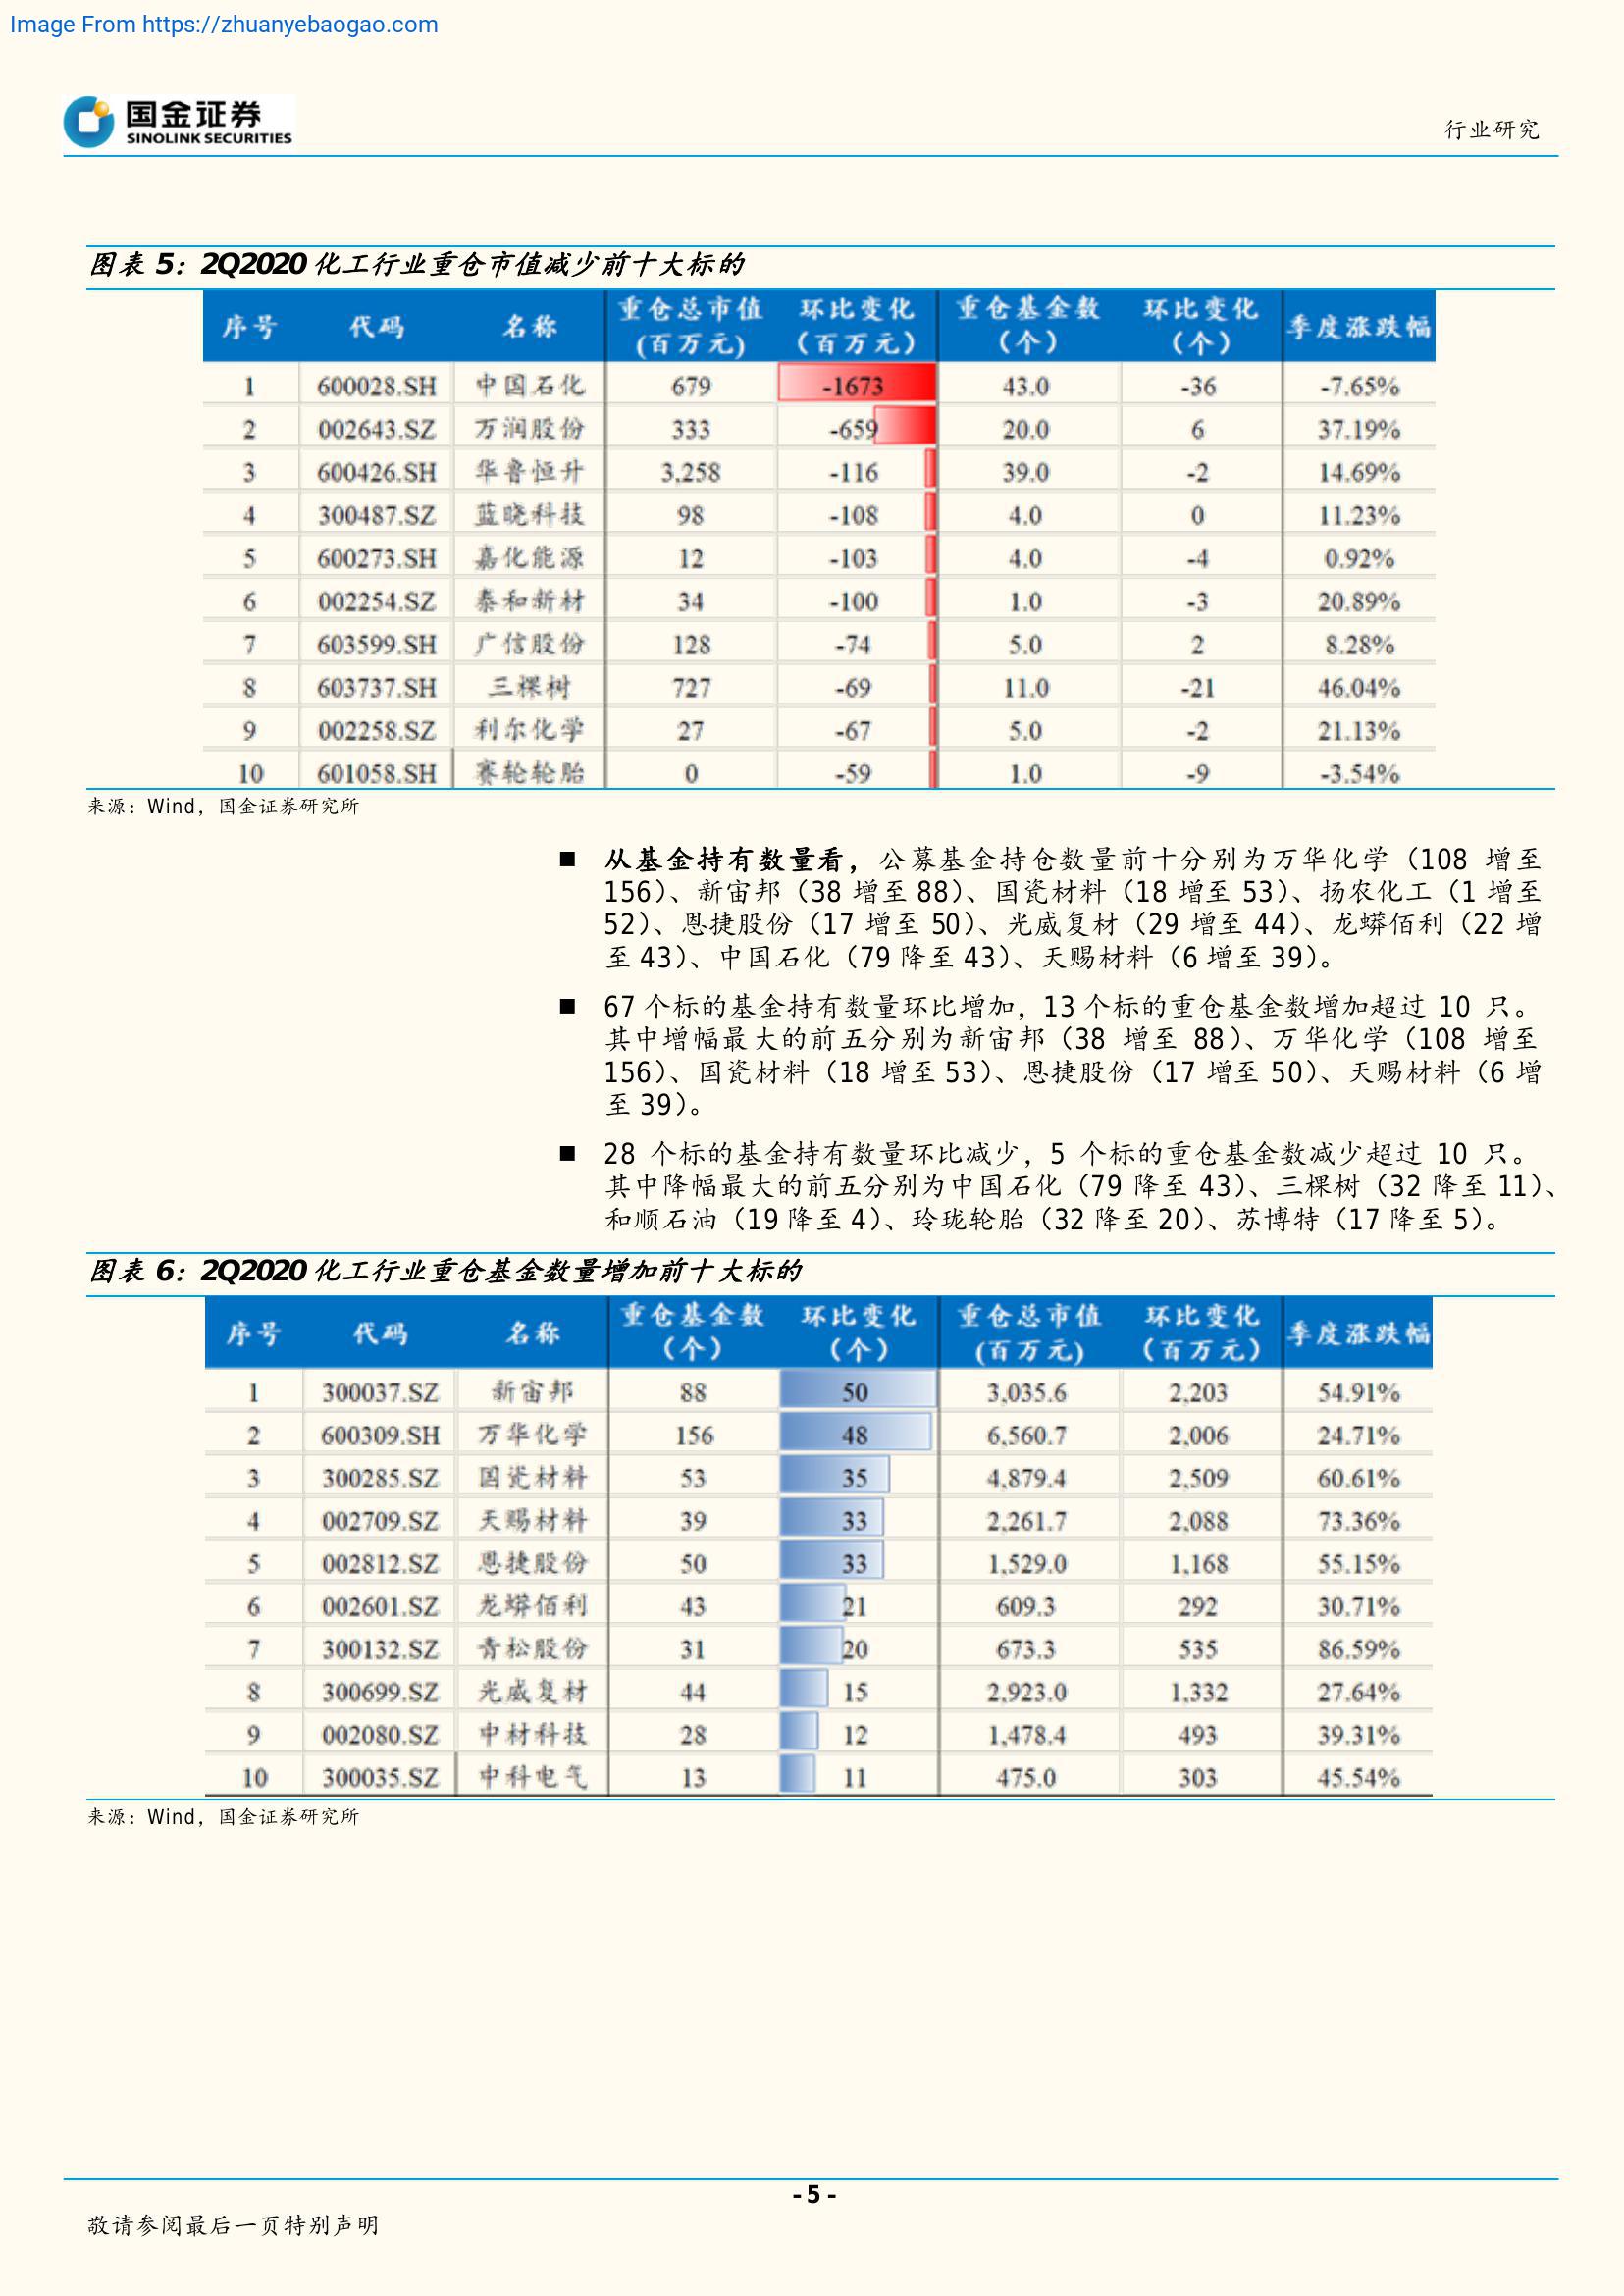 Image From https://zhuanyebaogao.com
国金证券
SINOLINK SECURITIES
行业研究
图表 5：2Q2020 化工行业重仓市值减少前十大标的
序号 代码 名称 重仓总市值(百万元) 环比变化（百万元） 重仓基金数（个） 环比变化（个） 季度涨跌幅
1 600028.SH 中国石化 679 -1673 43.0 -36 -7.65%
2 002643.SZ 万润股份 333 -659 20.0 6 37.19%
3 600426.SH 华鲁恒升 3,258 -116 39.0 -2 14.69%
4 300487.SZ 蓝晓科技 98 -108 4.0 0 11.23%
5 600273.SH 嘉化能源 12 -103 4.0 -4 0.92%
6 002254.SZ 泰和新材 34 -100 1.0 -3 20.89%
7 603599.SH 广信股份 128 -74 5.0 2 8.28%
8 603737.SH 三棵树 727 -69 11.0 -21 46.04%
9 002258.SZ 利尔化学 27 -67 5.0 -2 21.13%
10 601058.SH 赛轮轮胎 0 -59 1.0 -9 -3.54%
来源：Wind，国金证券研究所
■ 从基金持有数量看，公募基金持仓数量前十分别为万华化学（108 增至
156）、新宙邦（38 增至 88）、国瓷材料（18 增至 53）、扬农化工（1 增至
52）、恩捷股份（17 增至 50）、光威复材（29 增至 44）、龙蟒佰利（22 增
至 43）、中国石化（79 降至 43）、天赐材料（6 增至 39）。
■ 67 个标的基金持有数量环比增加，13 个标的重仓基金数增加超过 10 只。
其中增幅最大的前五分别为新宙邦（38 增至 88）、万华化学（108 增至
156）、国瓷材料（18 增至 53）、恩捷股份（17 增至 50）、天赐材料（6 增
至 39）。
■ 28 个标的基金持有数量环比减少，5 个标的重仓基金数减少超过 10 只。
其中降幅最大的前五分别为中国石化（79 降至 43）、三棵树（32 降至 11）、
和顺石油（19 降至 4）、玲珑轮胎（32 降至 20）、苏博特（17 降至 5）。
图表 6：2Q2020 化工行业重仓基金数量增加前十大标的
序号 代码 名称 重仓基金数（个） 环比变化（个） 重仓总市值(百万元) 环比变化（百万元） 季度涨跌幅
1 300037.SZ 新宙邦 88 50 3,035.6 2,203 54.91%
2 600309.SH 万华化学 156 48 6,560.7 2,006 24.71%
3 300285.SZ 国瓷材料 53 35 4,879.4 2,509 60.61%
4 002709.SZ 天赐材料 39 33 2,261.7 2,088 73.36%
5 002812.SZ 恩捷股份 50 33 1,529.0 1,168 55.15%
6 002601.SZ 龙蟒佰利 43 21 609.3 292 30.71%
7 300132.SZ 青松股份 31 20 673.3 535 86.59%
8 300699.SZ 光威复材 44 15 2,923.0 1,332 27.64%
9 002080.SZ 中材科技 28 12 1,478.4 493 39.31%
10 300035.SZ 中科电气 13 11 475.0 303 45.54%
来源：Wind，国金证券研究所
- 5 -
敬请参阅最后一页特别声明